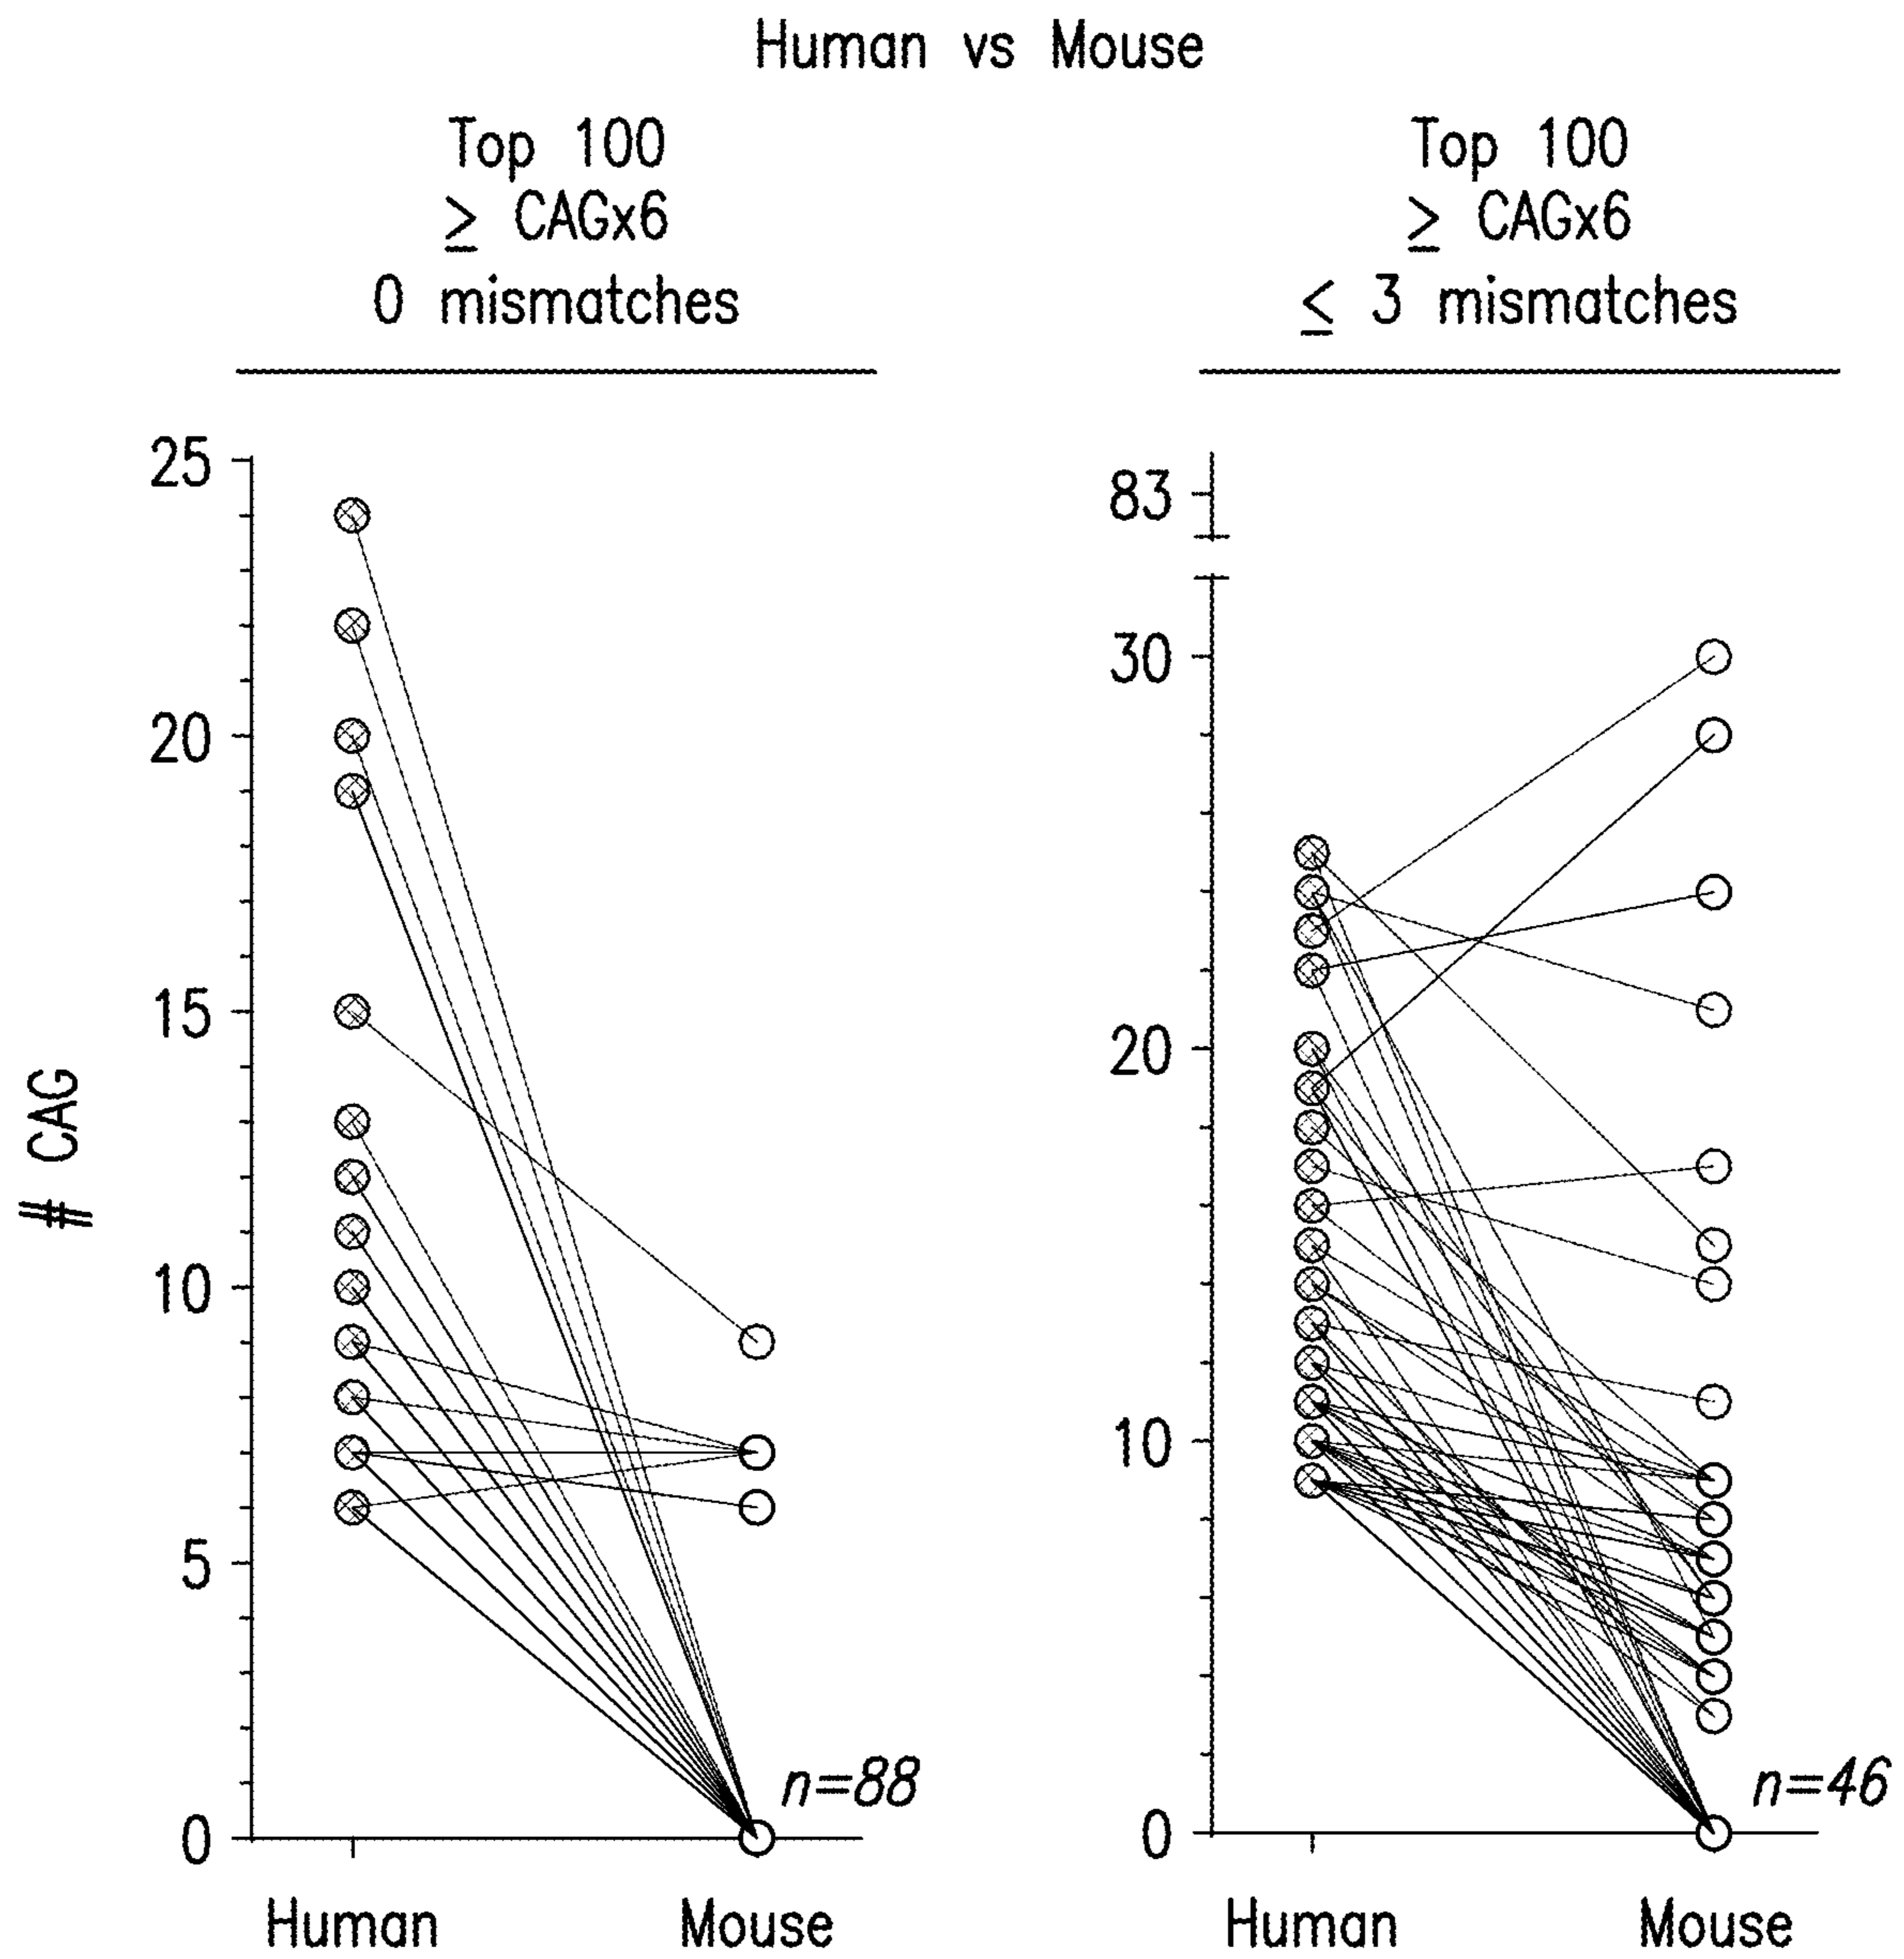 Human vs Mouse
Top 100
≥ CAGx6
0 mismatches
Top 100
≥ CAGx6
≤ 3 mismatches
# CAG
25
20
15
10
5
0
n=88
Human
Mouse
83
30
20
10
0
n=46
Human
Mouse